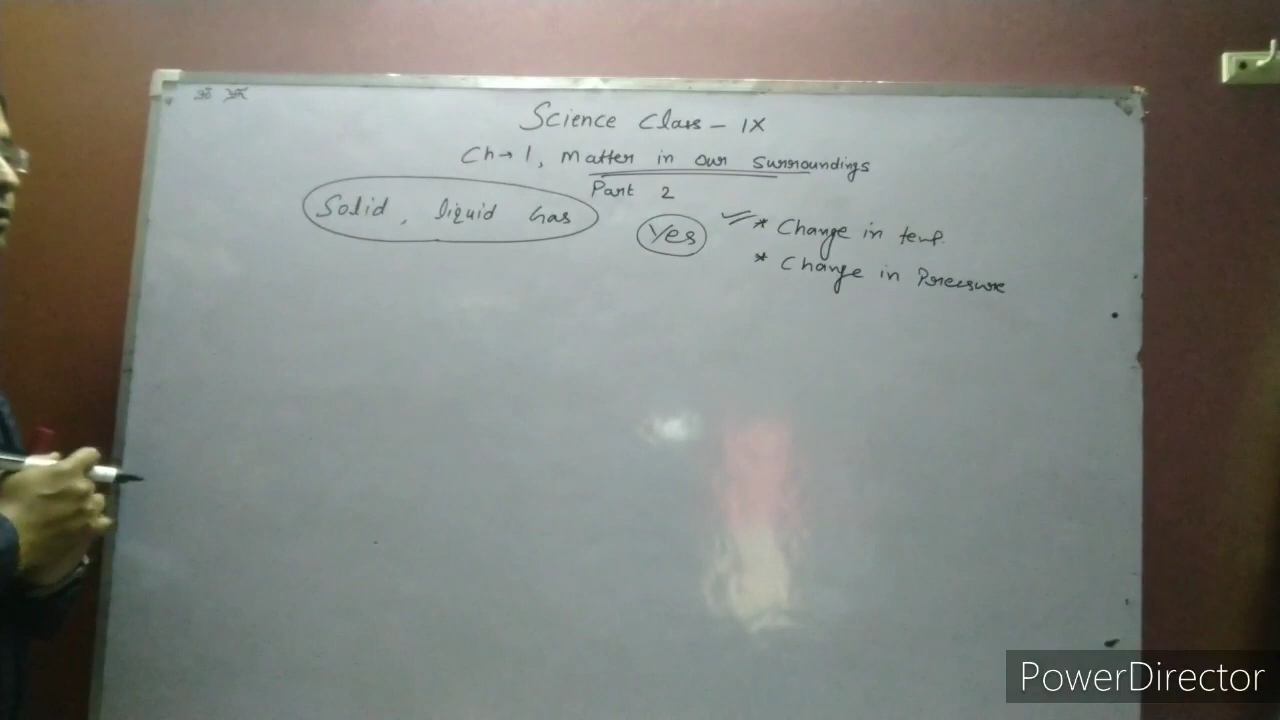 Science Class – IX
Ch → 1, Matter in our surroundings
Part 2
Solid, liquid Gas
Yes
* Change in temp.
* Change in Pressure
PowerDirector